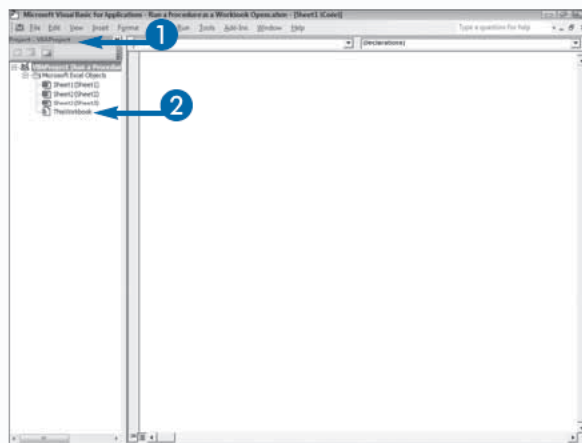 Microsoft Visual Basic for Applications - Run a Procedure as a Workbook Opens.xlsm - [Sheet1 (Code)]
File Edit View Insert Format Run Tools Add-Ins Window Help Type a question for help
1
Project - VBAProject
(Declarations)
VBAProject (Run a Procedur
Microsoft Excel Objects
Sheet1 (Sheet1)
Sheet2 (Sheet2)
2
Sheet3 (Sheet3)
ThisWorkbook